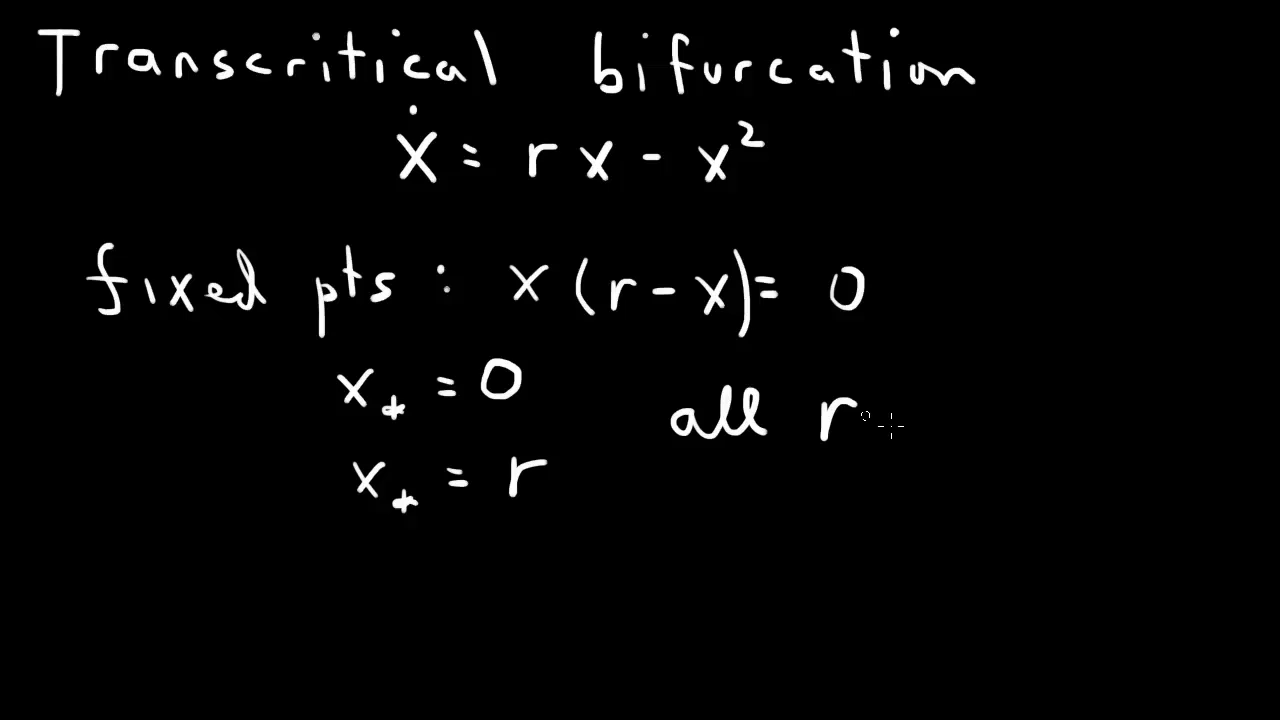 Transcritical bifurcation
ẋ = rx - x²
fixed pts : x (r - x) = 0
x* = 0
all r
x* = r